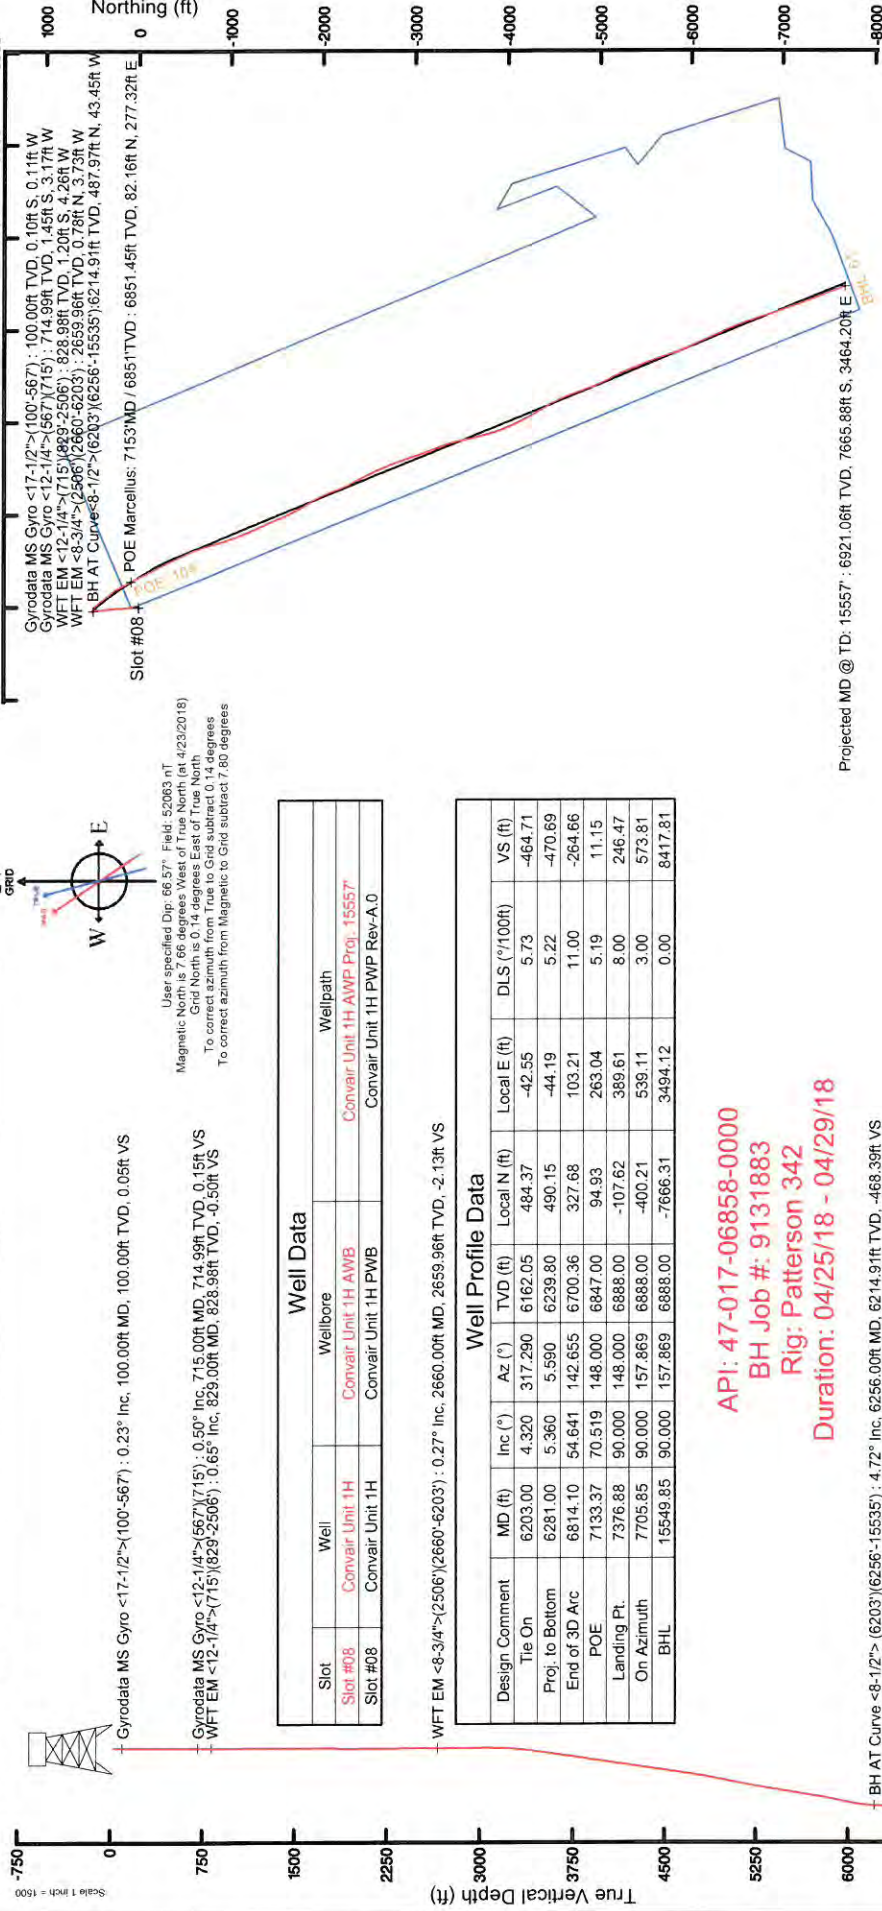 Scale 1 inch = 1500
True Vertical Depth (ft)
-750
0
750
1500
2250
3000
3750
4500
5250
6000
Gyrodata MS Gyro <17-1/2">(100'-567') : 0.23° Inc, 100.00ft MD, 100.00ft TVD, 0.05ft VS
Gyrodata MS Gyro <12-1/4">(567')(715') : 0.50° Inc, 715.00ft MD, 714.99ft TVD, 0.15ft VS
WFT EM <12-1/4">(715')(829'-2506') : 0.65° Inc, 829.00ft MD, 828.98ft TVD, -0.50ft VS
Well Data
Slot Well Wellbore Wellpath
Slot #08 Convair Unit 1H Convair Unit 1H AWB Convair Unit 1H AWP Proj. 15557'
Slot #08 Convair Unit 1H Convair Unit 1H PWB Convair Unit 1H PWP Rev-A.0
WFT EM <8-3/4">(2506')(2660'-6203') : 0.27° Inc, 2660.00ft MD, 2659.96ft TVD, -2.13ft VS
Well Profile Data
Design Comment MD (ft) Inc (°) Az (°) TVD (ft) Local N (ft) Local E (ft) DLS (°/100ft) VS (ft)
Tie On 6203.00 4.320 317.290 6162.05 484.37 -42.55 5.73 -464.71
Proj. to Bottom 6281.00 5.360 5.590 6239.80 490.15 -44.19 5.22 -470.69
End of 3D Arc 6814.10 54.641 142.655 6700.36 327.68 103.21 11.00 -264.66
POE 7133.37 70.519 148.000 6847.00 94.93 263.04 5.19 11.15
Landing Pt. 7376.88 90.000 148.000 6888.00 -107.62 389.61 8.00 246.47
On Azimuth 7705.85 90.000 157.869 6888.00 -400.21 539.11 3.00 573.81
BHL 15549.85 90.000 157.869 6888.00 -7666.31 3494.12 0.00 8417.81
API: 47-017-06858-0000
BH Job #: 9131883
Rig: Patterson 342
Duration: 04/25/18 - 04/29/18
BH AT Curve <8-1/2"> (6203')(6256'-15535') : 4.72° Inc, 6256.00ft MD, 6214.91ft TVD, -468.39ft VS
GRID
TRUE
W E
User specified Dip: 66.57° Field: 52063 nT
Magnetic North is 7.66 degrees West of True North (at 4/23/2018)
Grid North is 0.14 degrees East of True North
To correct azimuth from True to Grid subtract 0.14 degrees
To correct azimuth from Magnetic to Grid subtract 7.80 degrees
Gyrodata MS Gyro <17-1/2">(100'-567') : 100.00ft TVD, 0.10ft S, 0.11ft W
Gyrodata MS Gyro <12-1/4">(567')(715') : 714.99ft TVD, 1.45ft S, 3.17ft W
WFT EM <12-1/4">(715')(829'-2506') : 828.98ft TVD, 1.20ft S, 4.26ft W
WFT EM <8-3/4">(2506')(2660'-6203') : 2659.96ft TVD, 0.78ft N, 3.73ft W
BH AT Curve<8-1/2">(6203')(6256'-15535'):6214.91ft TVD, 487.97ft N, 43.45ft W
POE Marcellus: 7153'MD / 6851'TVD : 6851.45ft TVD, 82.16ft N, 277.32ft E
Slot #08
Projected MD @ TD: 15557' : 6921.06ft TVD, 7665.88ft S, 3464.20ft E
Northing (ft)
1000
0
-1000
-2000
-3000
-4000
-5000
-6000
-7000
-8000